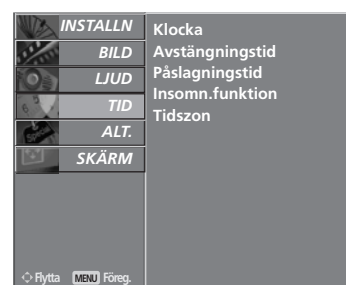 INSTALLN
BILD
LJUD
TID
ALT.
SKÄRM
Klocka
Avstängningstid
Påslagningstid
Insomn.funktion
Tidszon
Flytta MENU Föreg.